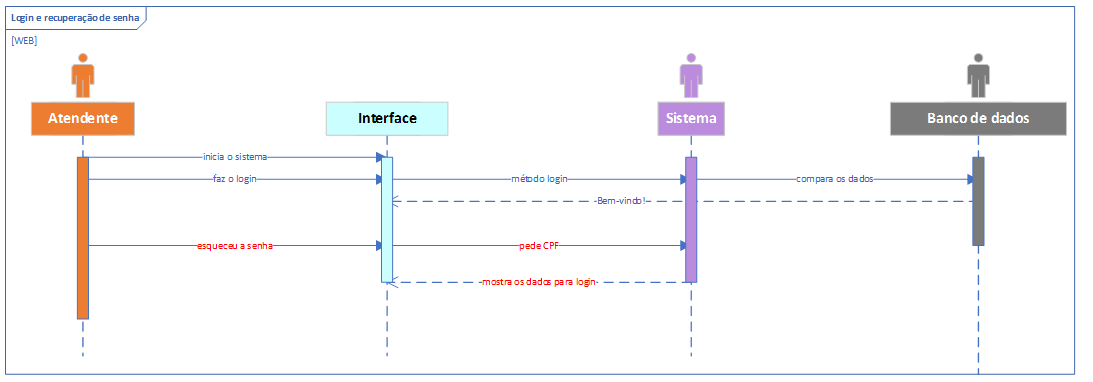 Login e recuperação de senha
[WEB]
Atendente
Interface
Sistema
Banco de dados
inicia o sistema
faz o login
método login
compara os dados
-Bem-vindo!-
esqueceu a senha
pede CPF
-mostra os dados para login-